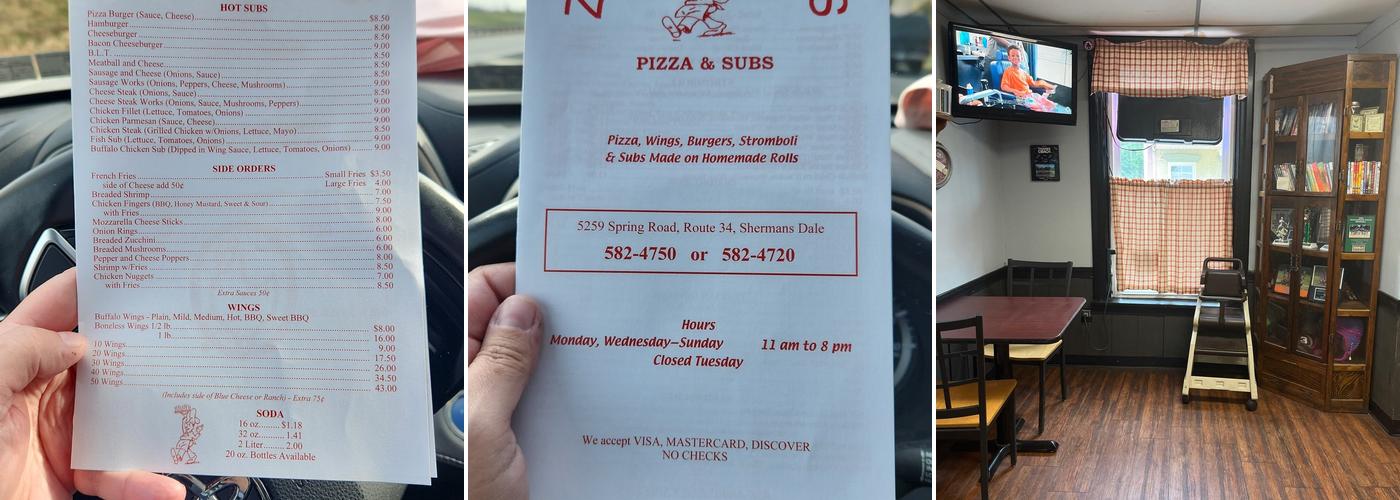 HOT SUBS
Pizza Burger (Sauce, Cheese) $8.50
Hamburger 8.00
Cheeseburger 8.50
Bacon Cheeseburger 9.00
B.L.T. 8.50
Meatball and Cheese 8.50
Sausage and Cheese (Onions, Sauce) 8.50
Sausage Works (Onions, Peppers, Cheese, Mushrooms) 9.00
Cheese Steak (Onions, Sauce) 8.50
Cheese Steak Works (Onions, Sauce, Mushrooms, Peppers) 9.00
Chicken Fillet (Lettuce, Tomatoes, Onions) 9.00
Chicken Parmesan (Sauce, Cheese) 9.00
Chicken Steak (Grilled Chicken w/Onions, Lettuce, Mayo) 8.50
Fish Sub (Lettuce, Tomatoes, Onions) 9.00
Buffalo Chicken Sub (Dipped in Wing Sauce, Lettuce, Tomatoes, Onions) 9.00
SIDE ORDERS
French Fries Small Fries $3.50
side of Cheese add 50¢ Large Fries 4.00
Breaded Shrimp 7.00
Chicken Fingers (BBQ, Honey Mustard, Sweet & Sour) 7.50
with Fries 9.00
Mozzarella Cheese Sticks 8.00
Onion Rings 6.00
Breaded Zucchini 6.00
Breaded Mushrooms 6.00
Pepper and Cheese Poppers 8.00
Shrimp w/Fries 8.50
Chicken Nuggets 7.00
with Fries 8.50
Extra Sauces 50¢
WINGS
Buffalo Wings - Plain, Mild, Medium, Hot, BBQ, Sweet BBQ
Boneless Wings 1/2 lb. $8.00
1 lb. 16.00
10 Wings 9.00
20 Wings 17.50
30 Wings 26.00
40 Wings 34.50
50 Wings 43.00
(Includes side of Blue Cheese or Ranch) - Extra 75¢
SODA
16 oz. $1.18
32 oz. 1.41
2 Liter 2.00
20 oz. Bottles Available
PIZZA & SUBS
Pizza, Wings, Burgers, Stromboli
& Subs Made on Homemade Rolls
5259 Spring Road, Route 34, Shermans Dale
582-4750 or 582-4720
Hours
Monday, Wednesday–Sunday 11 am to 8 pm
Closed Tuesday
We accept VISA, MASTERCARD, DISCOVER
NO CHECKS